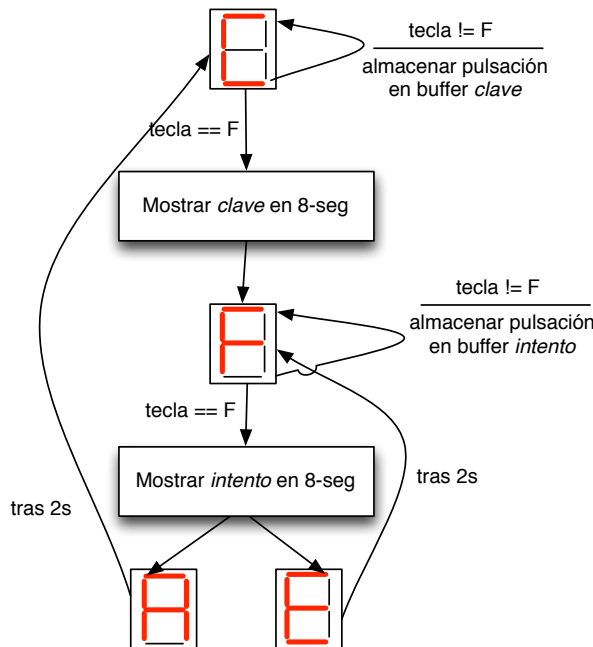 C
tecla != F
almacenar pulsación
en buffer clave
tecla == F
Mostrar clave en 8-seg
F
tecla != F
almacenar pulsación
en buffer intento
tecla == F
Mostrar intento en 8-seg
tras 2s
tras 2s
A
E